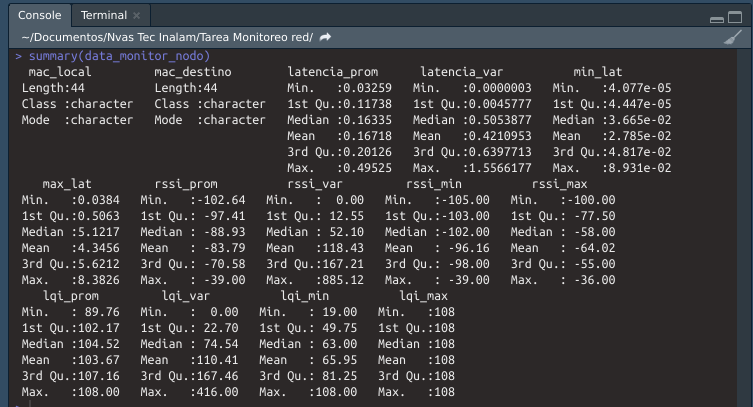 Console Terminal ×
~/Documentos/Nvas Tec Inalam/Tarea Monitoreo red/
> summary(data_monitor_nodo)
mac_local mac_destino latencia_prom latencia_var min_lat
Length:44 Length:44 Min. :0.03259 Min. :0.0000003 Min. :4.077e-05
Class :character Class :character 1st Qu.:0.11738 1st Qu.:0.0045777 1st Qu.:4.447e-05
Mode :character Mode :character Median :0.16335 Median :0.5053877 Median :3.665e-02
Mean :0.16718 Mean :0.4210953 Mean :2.785e-02
3rd Qu.:0.20126 3rd Qu.:0.6397713 3rd Qu.:4.817e-02
Max. :0.49525 Max. :1.5566177 Max. :8.931e-02
max_lat rssi_prom rssi_var rssi_min rssi_max
Min. :0.0384 Min. :-102.64 Min. : 0.00 Min. :-105.00 Min. :-100.00
1st Qu.:0.5063 1st Qu.: -97.41 1st Qu.: 12.55 1st Qu.:-103.00 1st Qu.: -77.50
Median :5.1217 Median : -88.93 Median : 52.10 Median :-102.00 Median : -58.00
Mean :4.3456 Mean : -83.79 Mean :118.43 Mean : -96.16 Mean : -64.02
3rd Qu.:5.6212 3rd Qu.: -70.58 3rd Qu.:167.21 3rd Qu.: -98.00 3rd Qu.: -55.00
Max. :8.3826 Max. : -39.00 Max. :885.12 Max. : -39.00 Max. : -36.00
lqi_prom lqi_var lqi_min lqi_max
Min. : 89.76 Min. : 0.00 Min. : 19.00 Min. :108
1st Qu.:102.17 1st Qu.: 22.70 1st Qu.: 49.75 1st Qu.:108
Median :104.52 Median : 74.54 Median : 63.00 Median :108
Mean :103.67 Mean :110.41 Mean : 65.95 Mean :108
3rd Qu.:107.16 3rd Qu.:167.46 3rd Qu.: 81.25 3rd Qu.:108
Max. :108.00 Max. :416.00 Max. :108.00 Max. :108
>